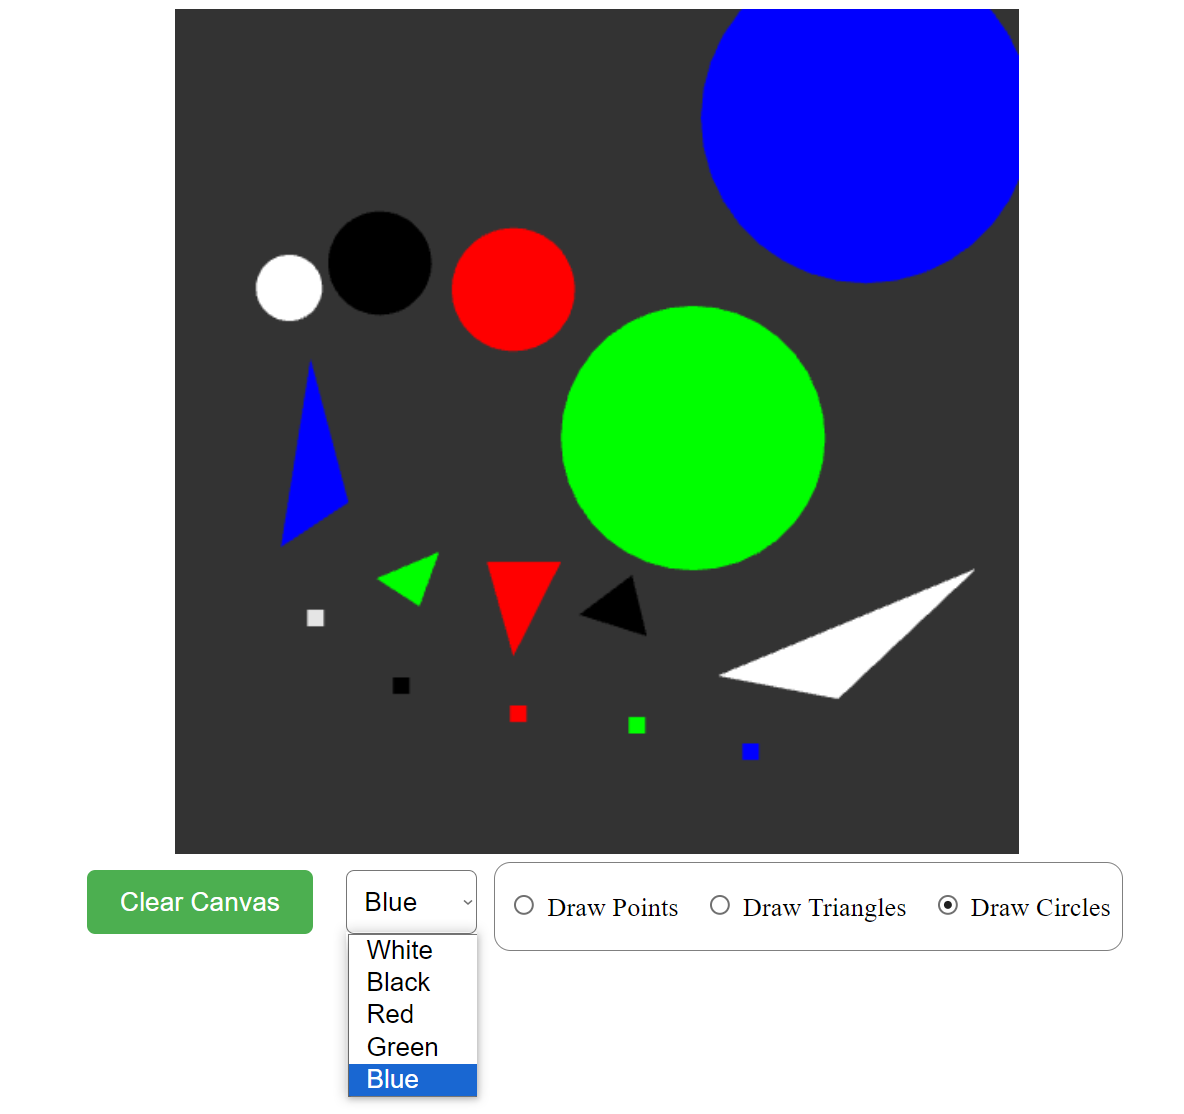 Clear Canvas
Blue
Draw Points
Draw Triangles
Draw Circles
White
Black
Red
Green
Blue